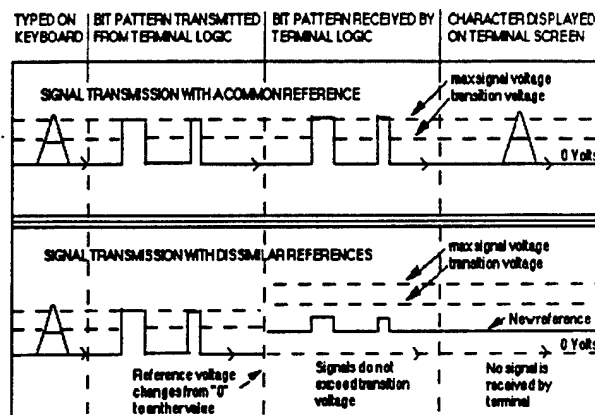 TYPED ON
KEYBOARD
BIT PATTERN TRANSMITTED
FROM TERMINAL LOGIC
BIT PATTERN RECEIVED BY
TERMINAL LOGIC
CHARACTER DISPLAYED
ON TERMINAL SCREEN
SIGNAL TRANSMISSION WITH A COMMON REFERENCE
max signal voltage
transition voltage
A
A
0 Volts
SIGNAL TRANSMISSION WITH DISSIMILAR REFERENCES
max signal voltage
transition voltage
A
New reference
0 Volts
Reference voltage
changes from "0"
to anther value
Signals do not
exceed transition
voltage
No signal is
received by
terminal